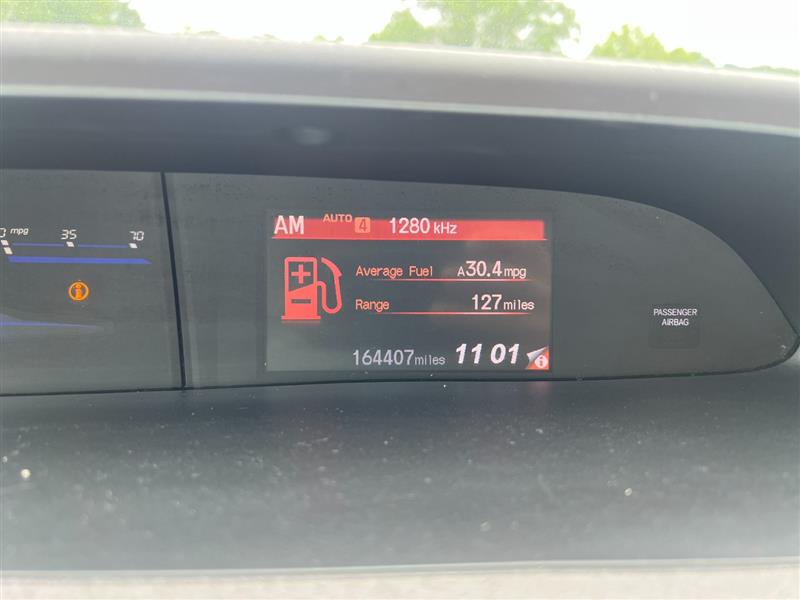 AM AUTO 4 1280 kHz
mpg 35 70
Average Fuel A30.4mpg
Range 127miles
PASSENGER
AIRBAG
164407miles 11 01